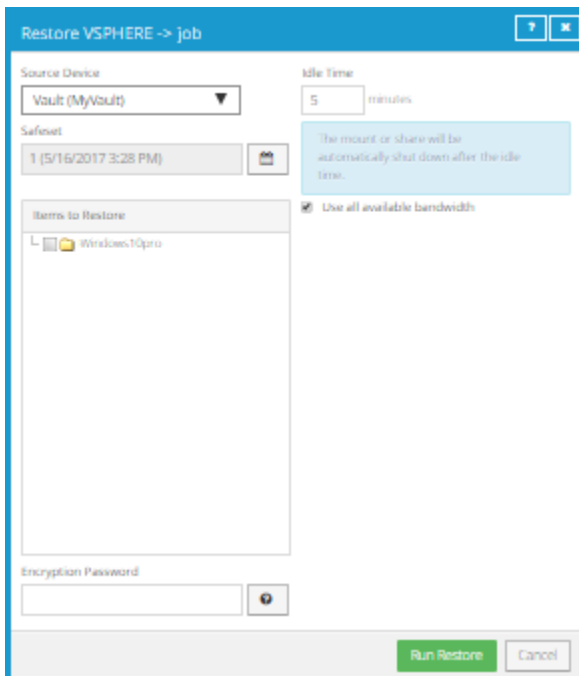 Restore VSPHERE -> job
?
Source Device
Vault (MyVault)
Safeset
1 (5/16/2017 3:28 PM)
Items to Restore
Windows10pro
Encryption Password
?
Idle Time
5 minutes
The mount or share will be
automatically shut down after the idle
time.
Use all available bandwidth
Run Restore
Cancel